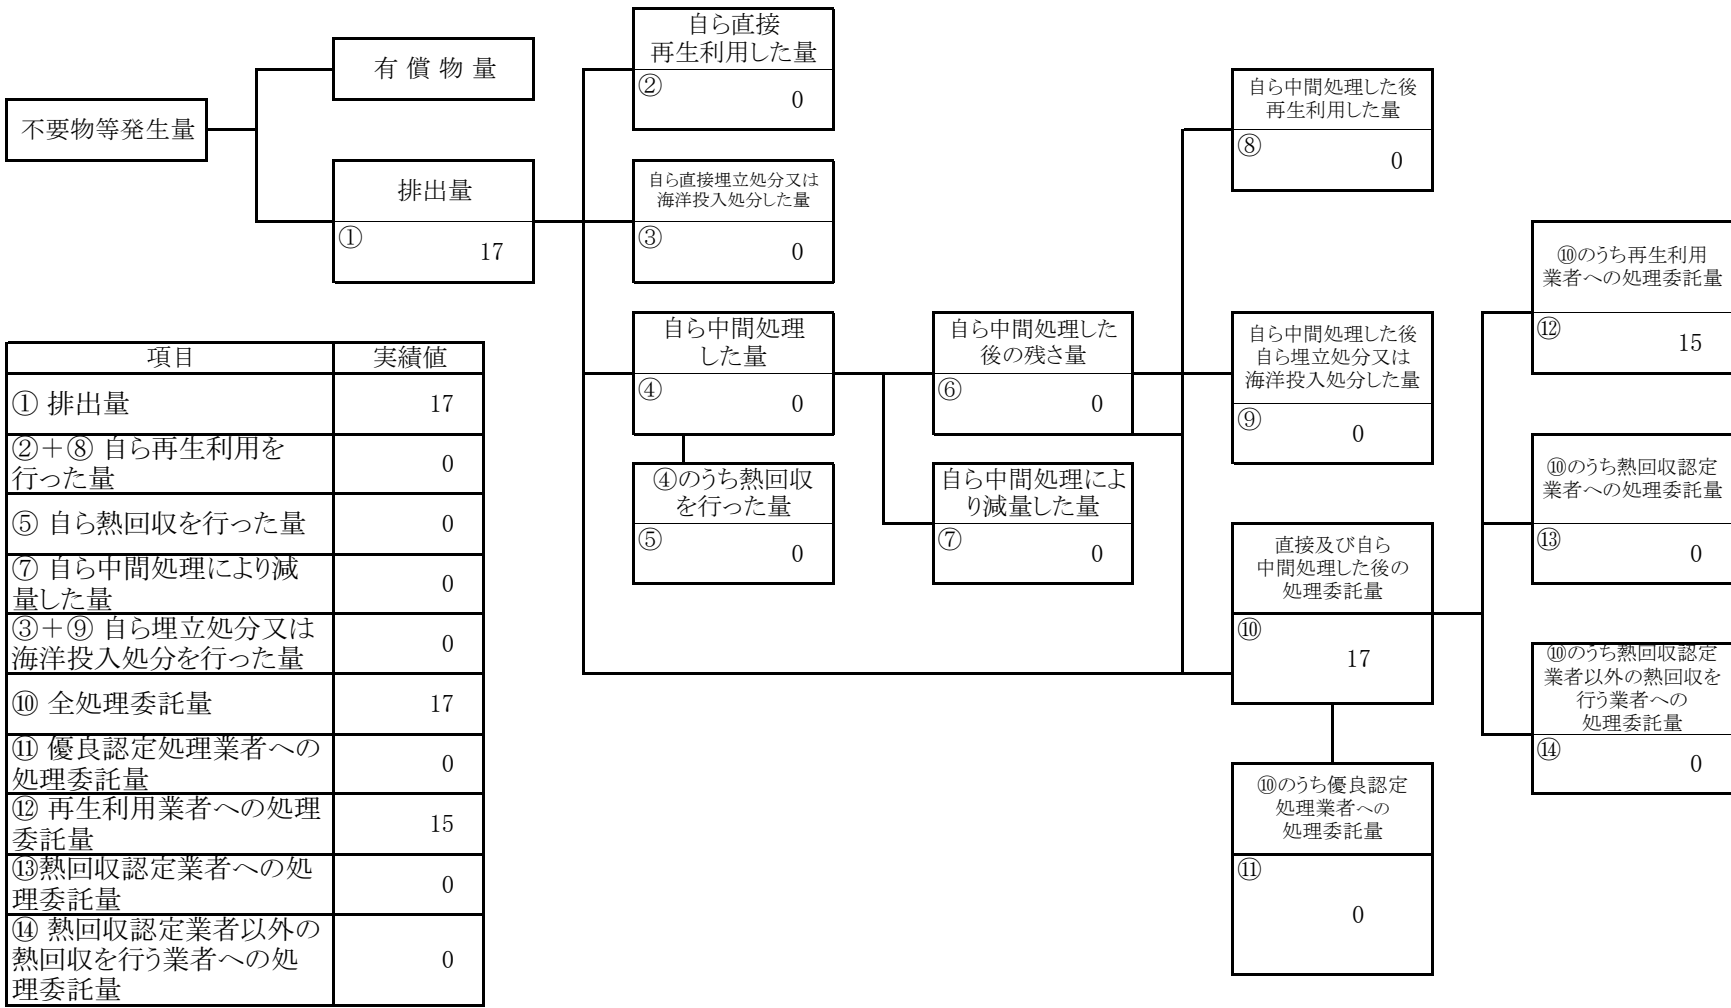 不要物等発生量
有 償 物 量
排出量
①
17
自ら直接
再生利用した量
②
0
自ら直接埋立処分又は
海洋投入処分した量
③
0
自ら中間処理
した量
④
0
④のうち熱回収
を行った量
⑤
0
自ら中間処理した
後の残さ量
⑥
0
自ら中間処理によ
り減量した量
⑦
0
自ら中間処理した後
再生利用した量
⑧
0
自ら中間処理した後
自ら埋立処分又は
海洋投入処分した量
⑨
0
直接及び自ら
中間処理した後の
処理委託量
⑩
17
⑩のうち優良認定
処理業者への
処理委託量
⑪
0
⑩のうち再生利用
業者への処理委託量
⑫
15
⑩のうち熱回収認定
業者への処理委託量
⑬
0
⑩のうち熱回収認定
業者以外の熱回収を
行う業者への
処理委託量
⑭
0
項目 実績値
① 排出量 17
②＋⑧ 自ら再生利用を
行った量 0
⑤ 自ら熱回収を行った量 0
⑦ 自ら中間処理により減
量した量 0
③＋⑨ 自ら埋立処分又は
海洋投入処分を行った量 0
⑩ 全処理委託量 17
⑪ 優良認定処理業者への
処理委託量 0
⑫ 再生利用業者への処理
委託量 15
⑬熱回収認定業者への処
理委託量 0
⑭ 熱回収認定業者以外の
熱回収を行う業者への処
理委託量 0